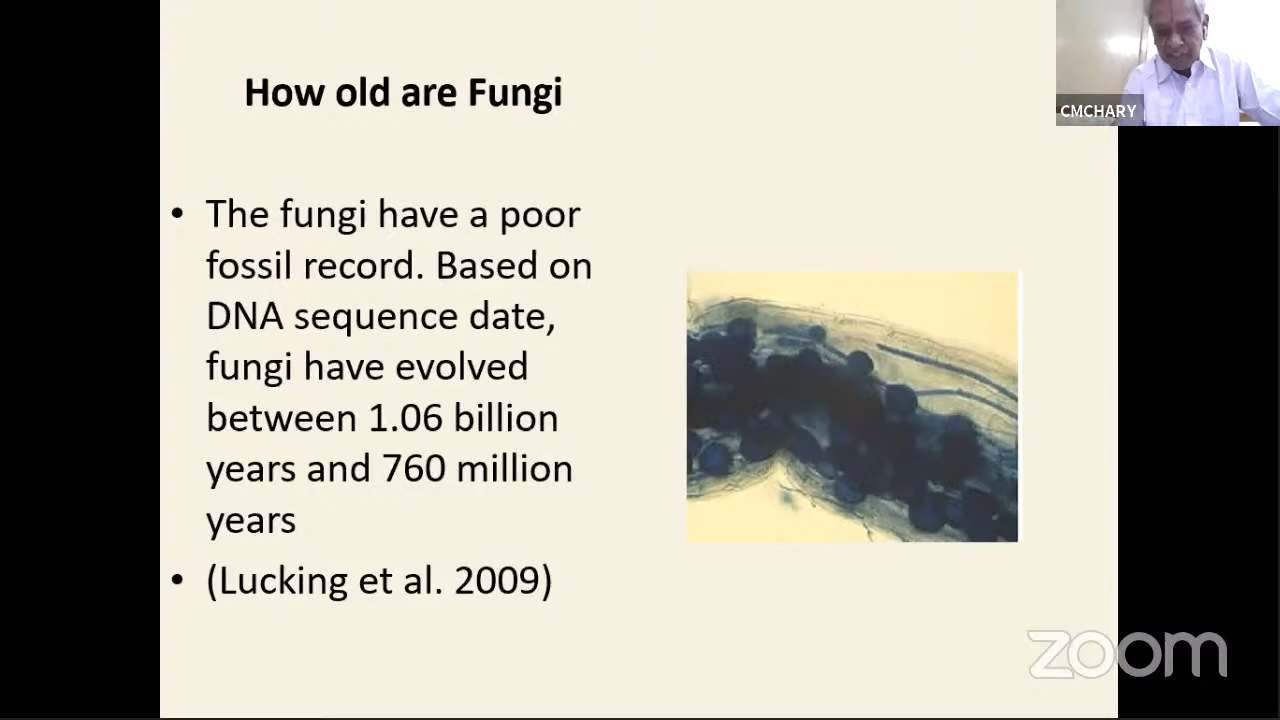 How old are Fungi
• The fungi have a poor
fossil record. Based on
DNA sequence date,
fungi have evolved
between 1.06 billion
years and 760 million
years
• (Lucking et al. 2009)
CMCHARY
zoom